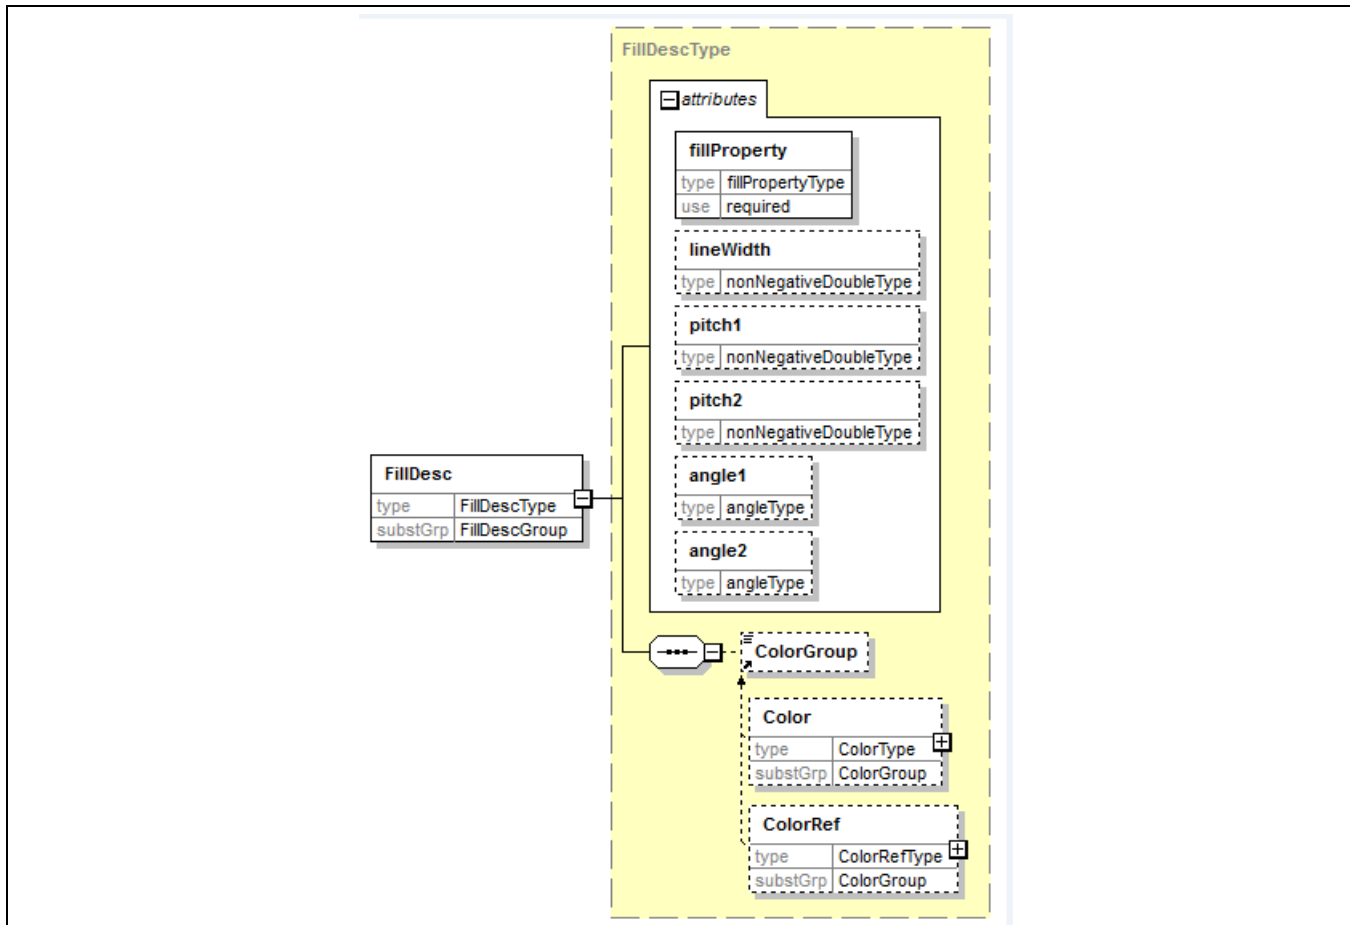 FillDescType
attributes
fillProperty
type fillPropertyType
use required
lineWidth
type nonNegativeDoubleType
pitch1
type nonNegativeDoubleType
pitch2
type nonNegativeDoubleType
FillDesc
type FillDescType
substGrp FillDescGroup
angle1
type angleType
angle2
type angleType
ColorGroup
Color
type ColorType
substGrp ColorGroup
ColorRef
type ColorRefType
substGrp ColorGroup